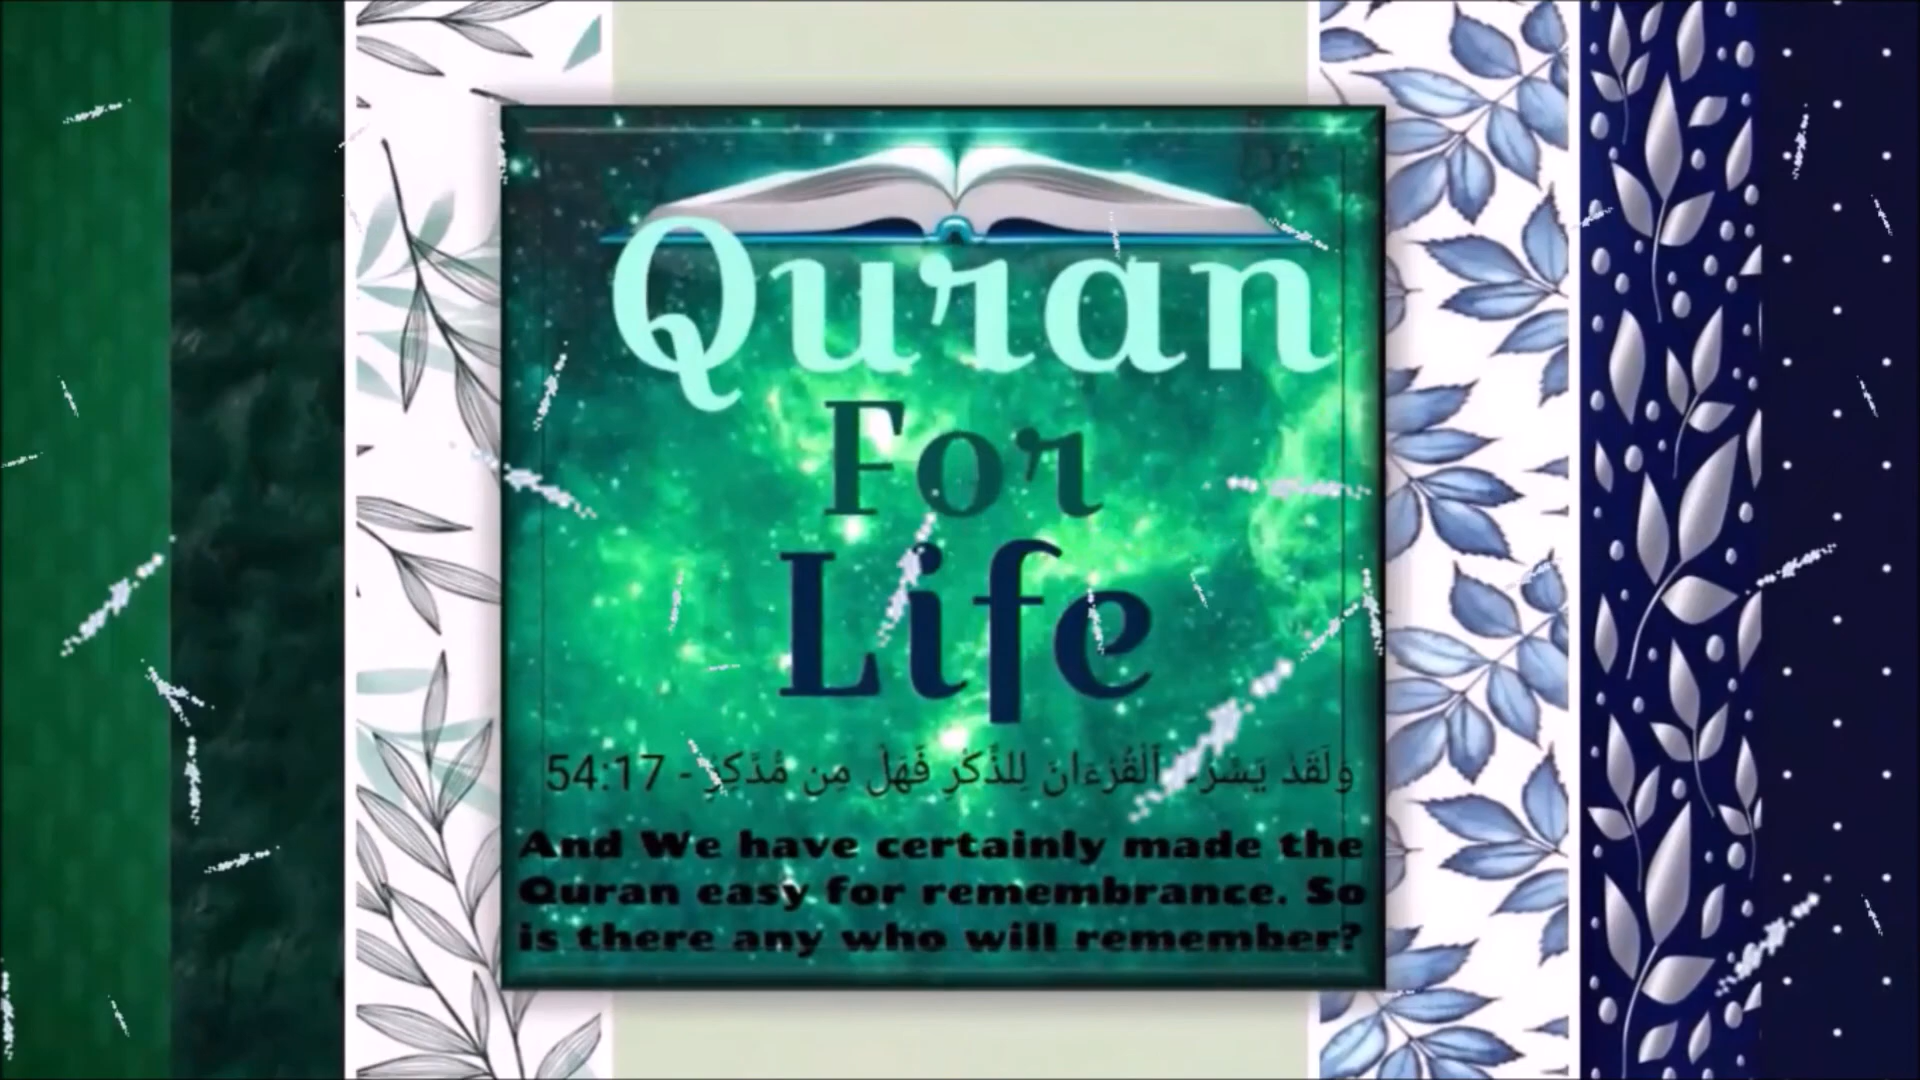 Quran
For
Life
وَلَقَدْ يَسَّرْنَا ٱلْقُرْءَانَ لِلذِّكْرِ فَهَلْ مِن مُّدَّكِرٍۢ - 54:17
And We have certainly made the
Quran easy for remembrance. So
is there any who will remember?